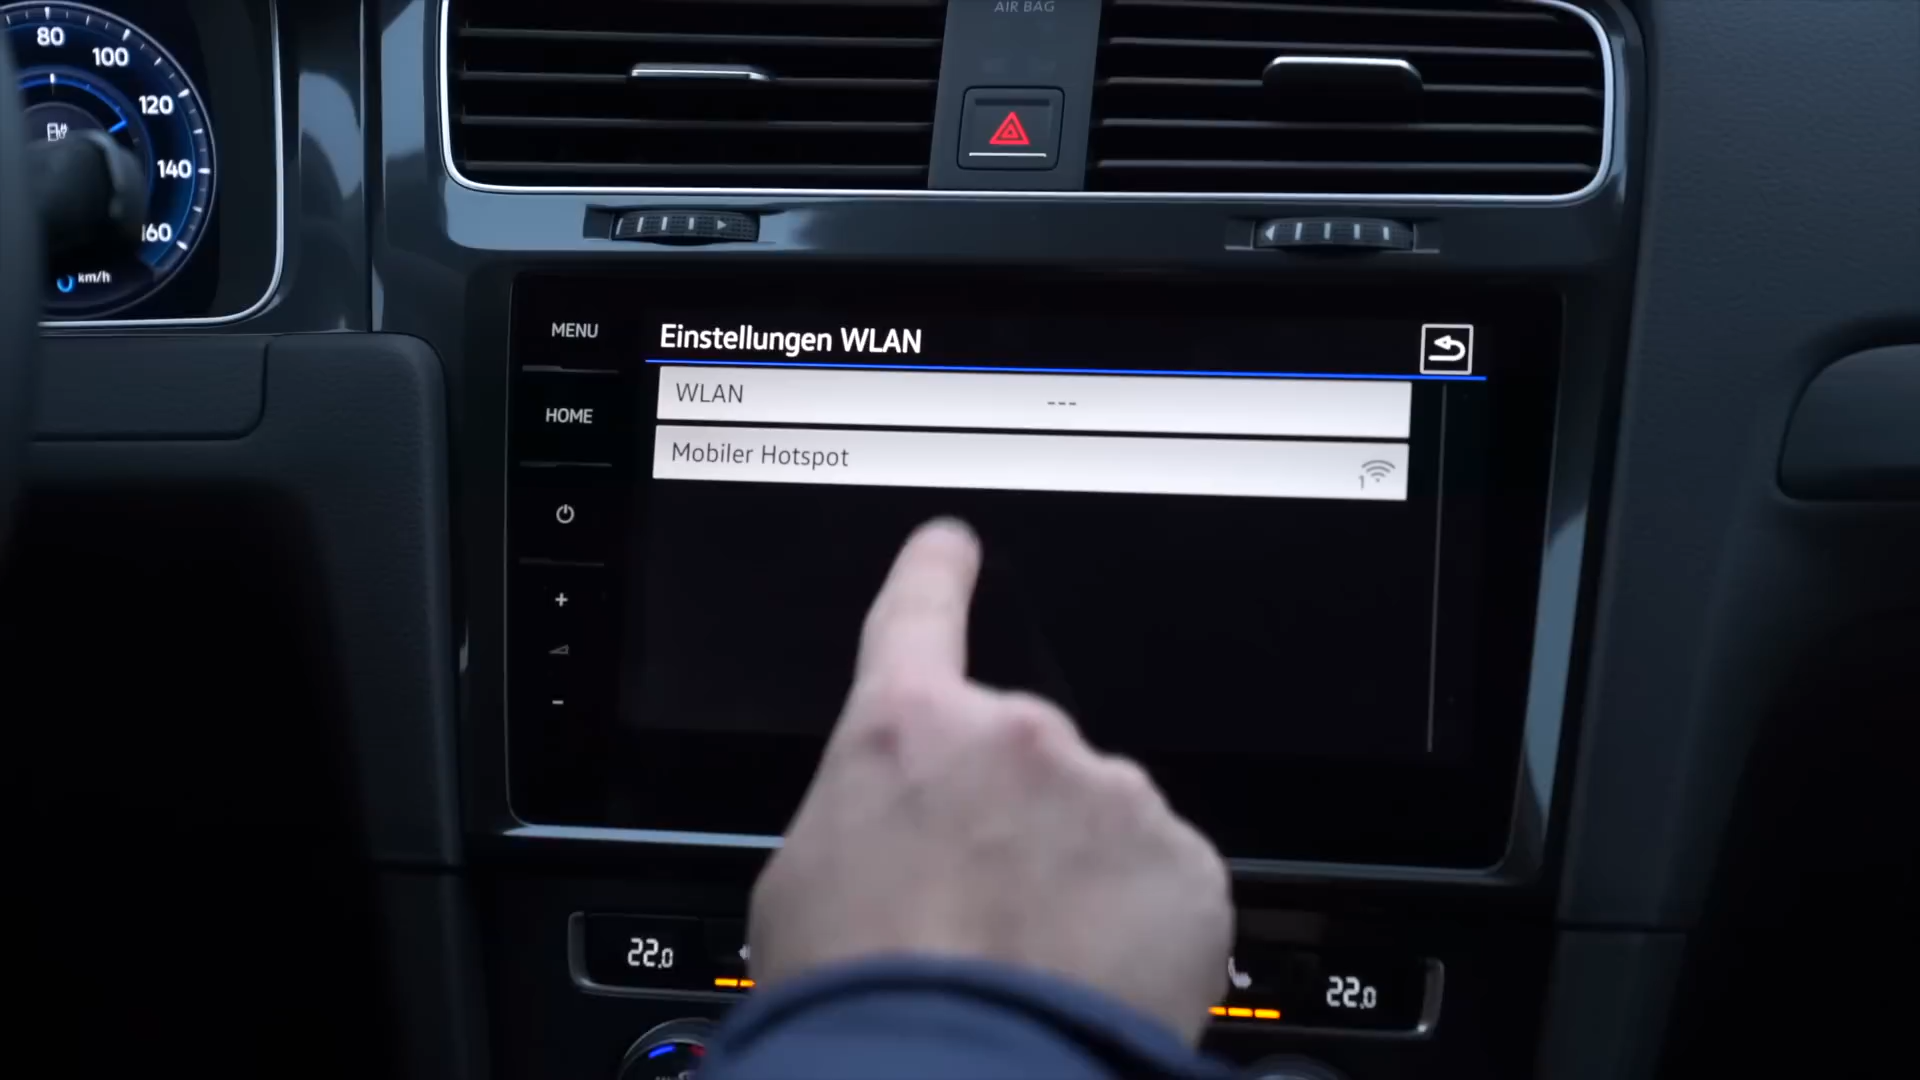 AIR BAG
80
100
120
140
160
km/h
MENU
HOME
Einstellungen WLAN
WLAN ---
Mobiler Hotspot
1
+
-
22.0
22.0